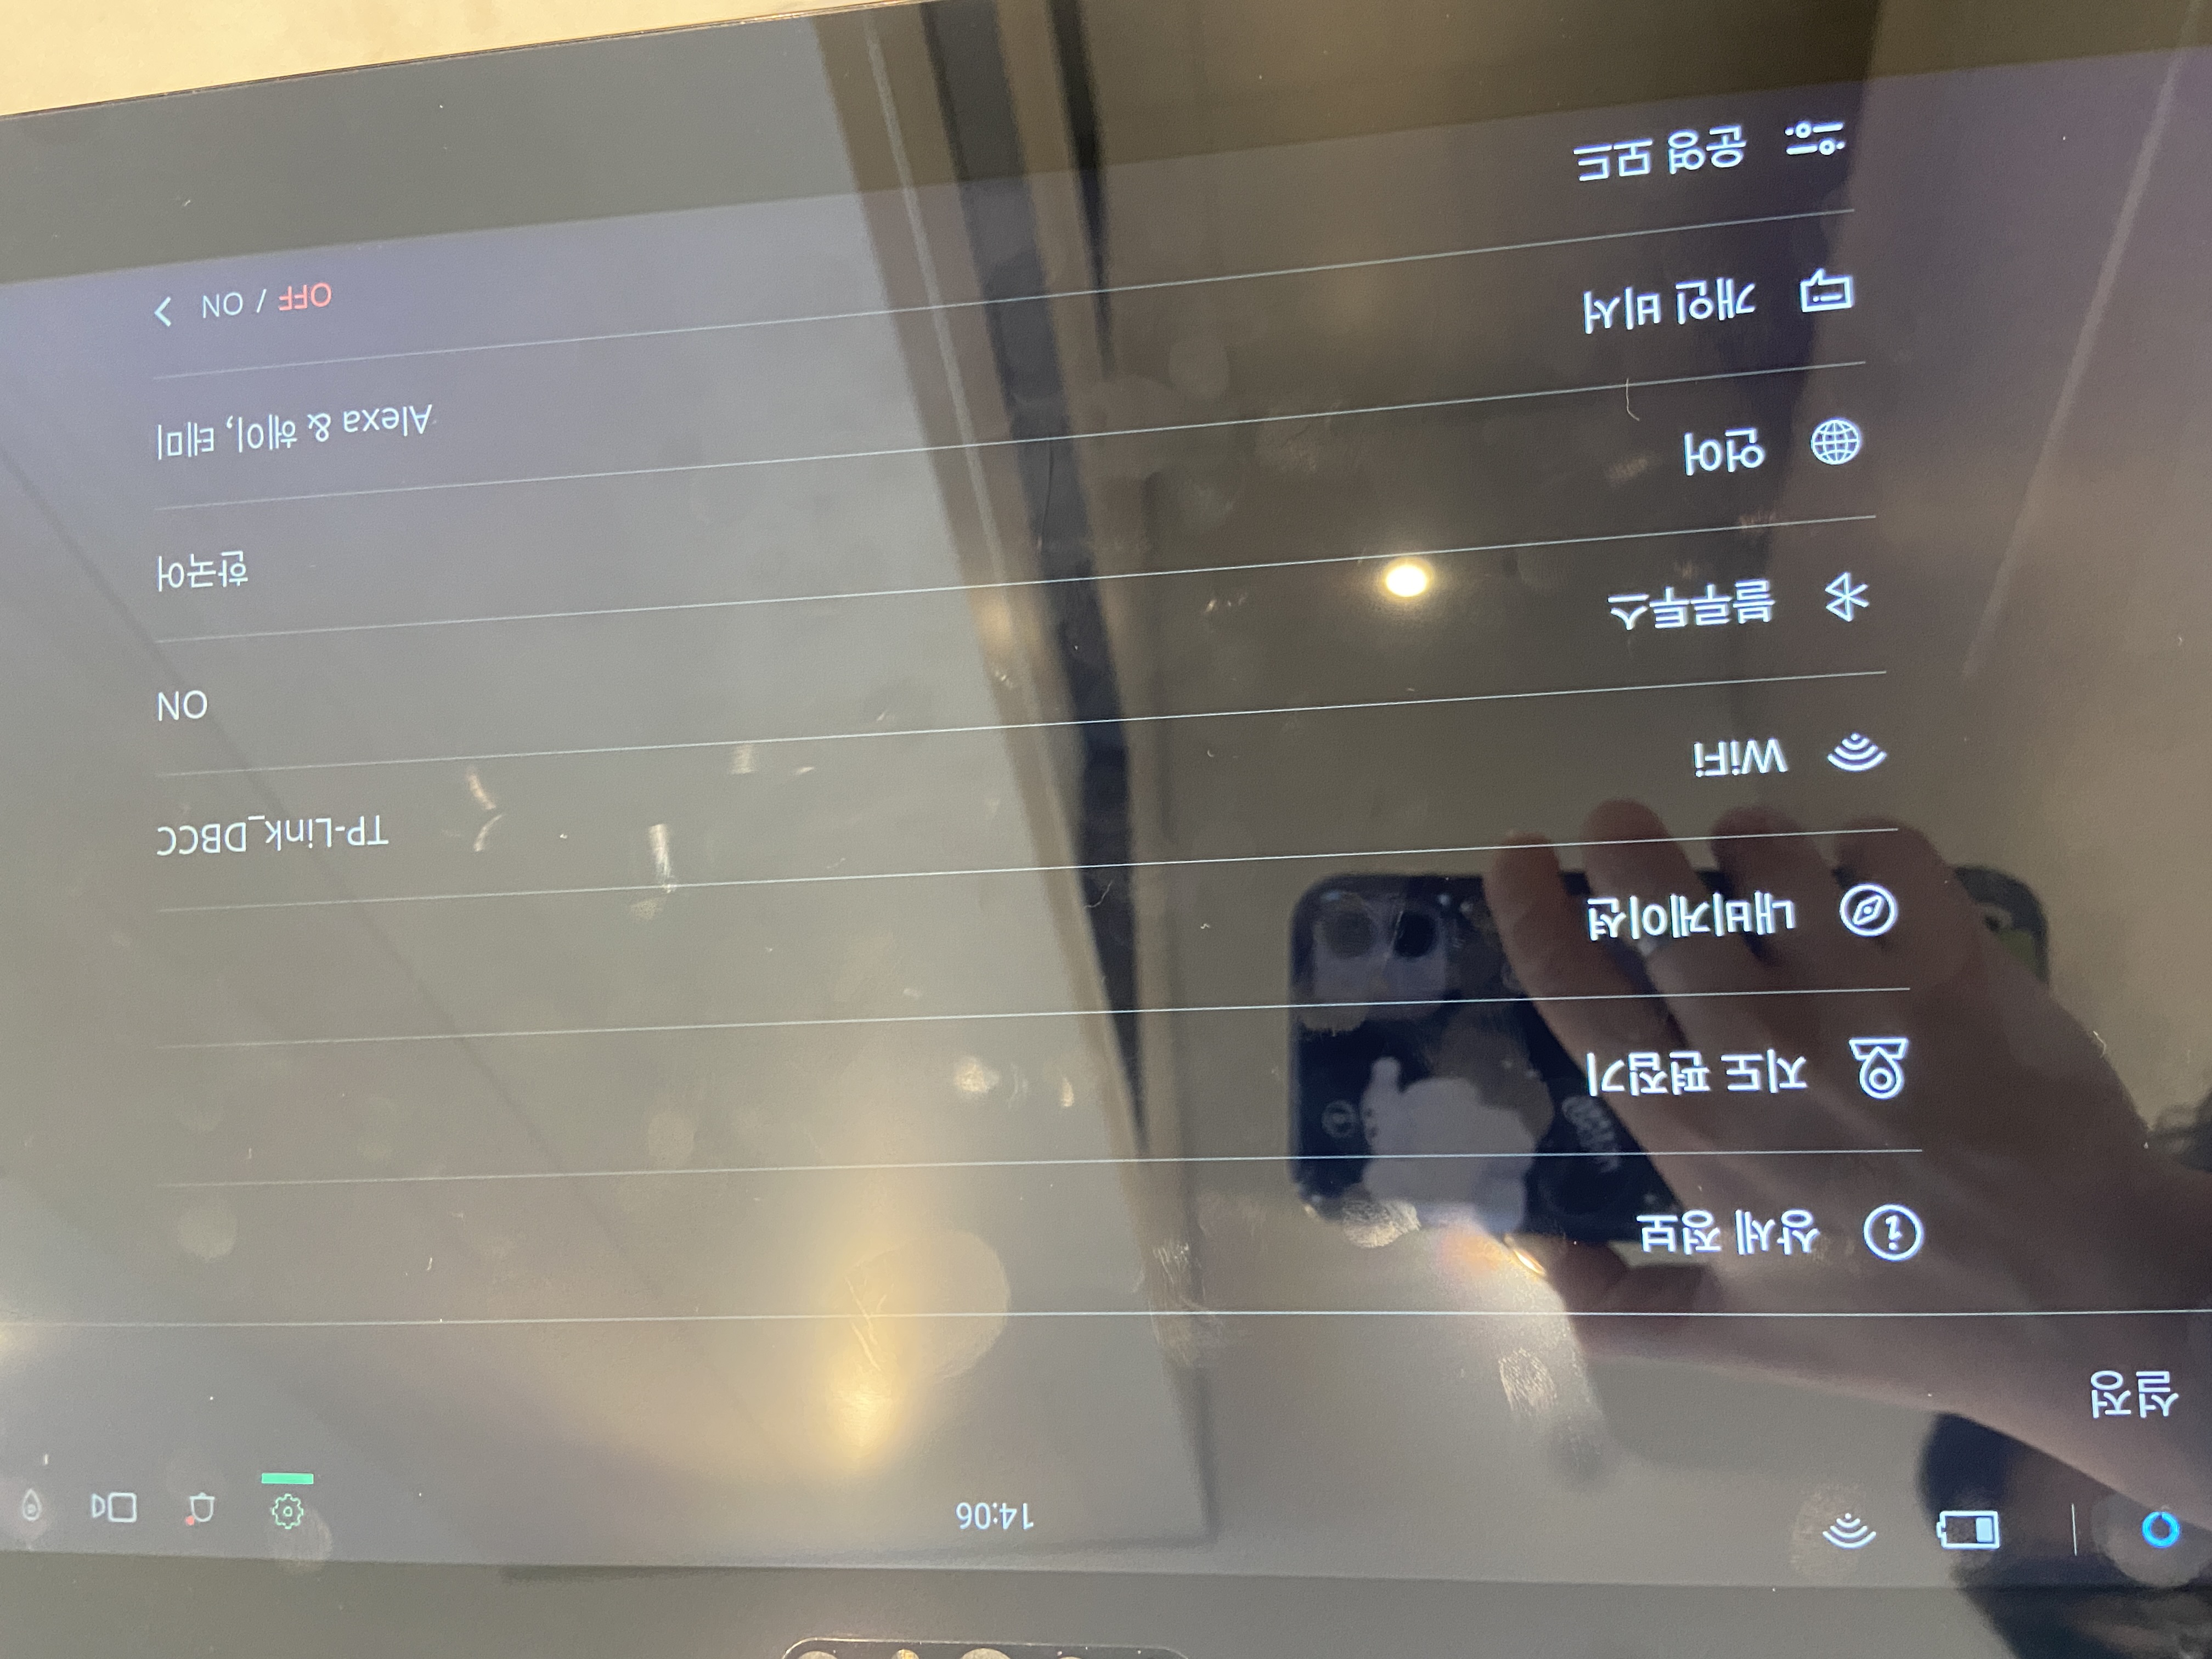 14:06
설정
상세 정보
지도 편집기
내비게이션
WiFi TP-Link_DBCC
블루투스 ON
언어 한국어
개인 비서 Alexa & 헤이, 테미
운영 모드 OFF / ON